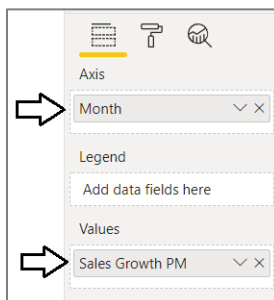 Axis
Month
Legend
Add data fields here
Values
Sales Growth PM